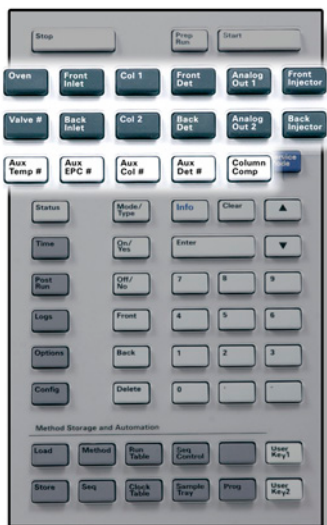 Stop Prep Run Start
Oven Front Inlet Col 1 Front Det Analog Out 1 Front Injector
Valve # Back Inlet Col 2 Back Det Analog Out 2 Back Injector
Aux Temp # Aux EPC # Aux Col # Aux Det # Column Comp
Status Mode/ Type Info Clear
Time On/ Yes Enter
Post Run Off/ No 7 8 9
Logs Front 4 5 6
Options Back 1 2 3
Config Delete 0 . -
Method Storage and Automation
Load Method Run Table Seq Control User Key1
Store Seq Clock Table Sample Tray Prog User Key2